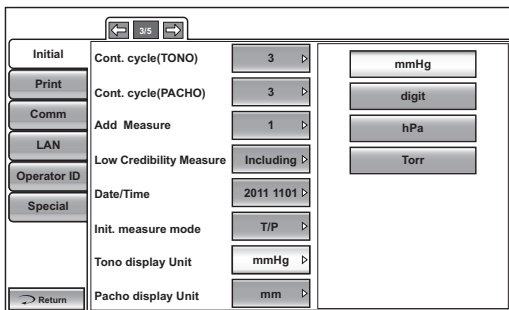 3/5
Initial
Print
Comm
LAN
Operator ID
Special
Return
Cont. cycle(TONO) 3
Cont. cycle(PACHO) 3
Add Measure 1
Low Credibility Measure Including
Date/Time 2011 1101
Init. measure mode T/P
Tono display Unit mmHg
Pacho display Unit mm
mmHg
digit
hPa
Torr